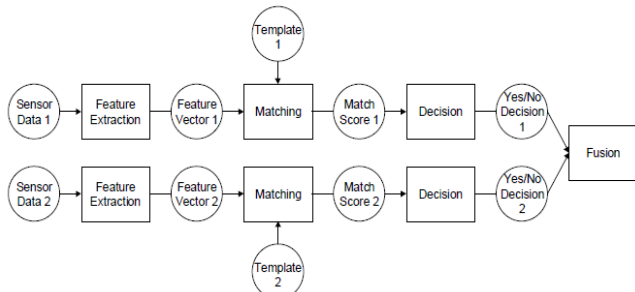 Template
1
Sensor
Data 1
Feature
Extraction
Feature
Vector 1
Matching
Match
Score 1
Decision
Yes/No
Decision
1
Fusion
Sensor
Data 2
Feature
Extraction
Feature
Vector 2
Matching
Match
Score 2
Decision
Yes/No
Decision
2
Template
2